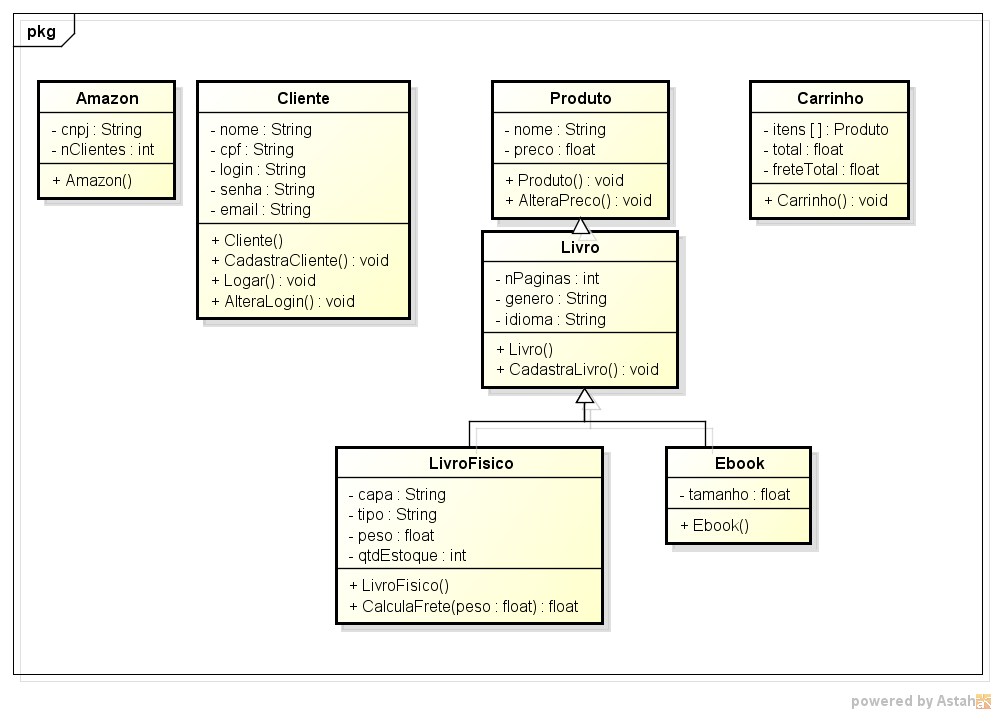 pkg
Amazon
- cnpj : String
- nClientes : int
+ Amazon()
Cliente
- nome : String
- cpf : String
- login : String
- senha : String
- email : String
+ Cliente()
+ CadastraCliente() : void
+ Logar() : void
+ AlteraLogin() : void
Produto
- nome : String
- preco : float
+ Produto() : void
+ AlteraPreco() : void
Carrinho
- itens [ ] : Produto
- total : float
- freteTotal : float
+ Carrinho() : void
Livro
- nPaginas : int
- genero : String
- idioma : String
+ Livro()
+ CadastraLivro() : void
LivroFisico
- capa : String
- tipo : String
- peso : float
- qtdEstoque : int
+ LivroFisico()
+ CalculaFrete(peso : float) : float
Ebook
- tamanho : float
+ Ebook()
powered by Astah